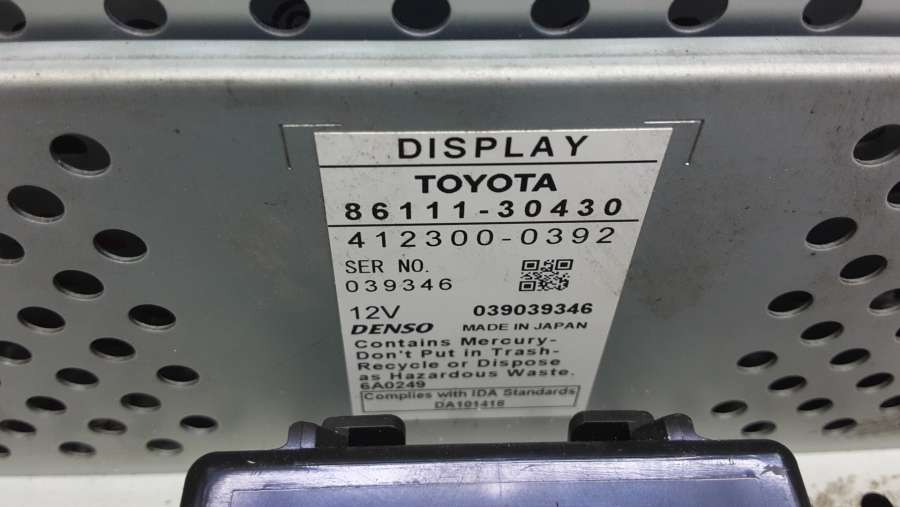 DISPLAY
TOYOTA
86111-30430
412300-0392
SER NO.
039346
12V 039039346
DENSO MADE IN JAPAN
Contains Mercury-
Don't Put in Trash-
Recycle or Dispose
as Hazardous Waste.
6A0249
Complies with IDA Standards
DA101416